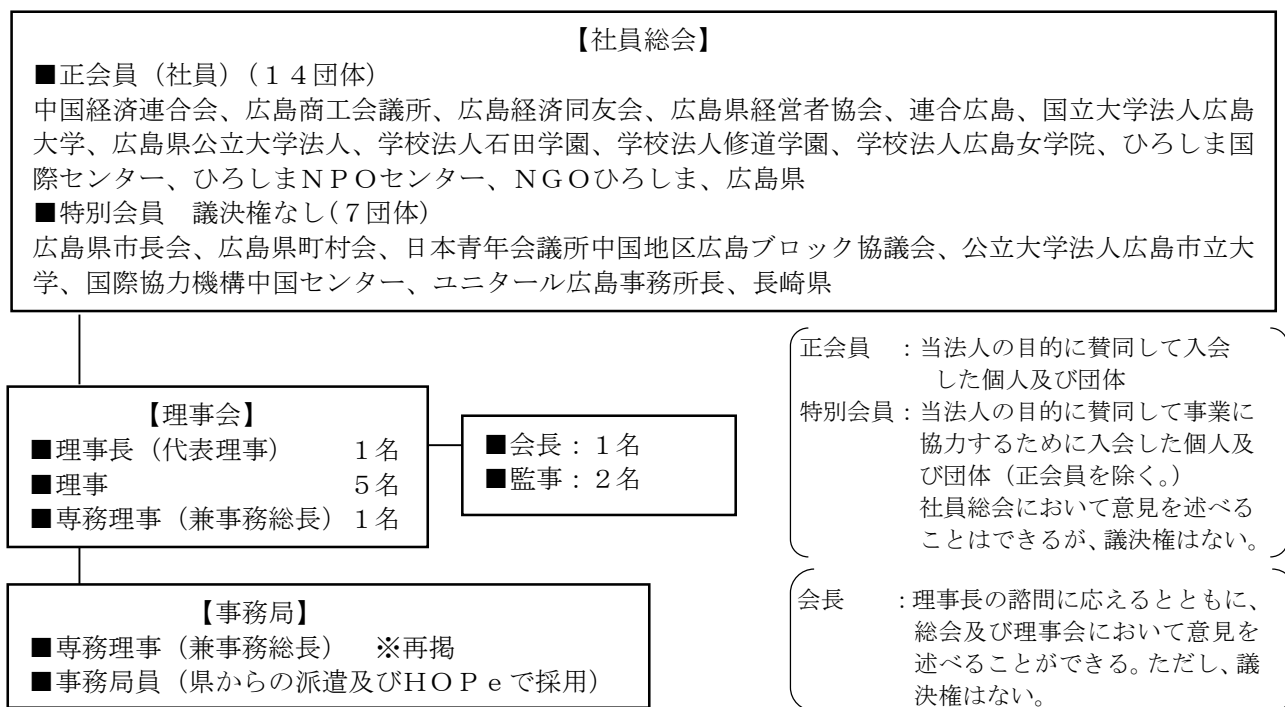 【社員総会】
■正会員（社員）（１４団体）
中国経済連合会、広島商工会議所、広島経済同友会、広島県経営者協会、連合広島、国立大学法人広島
大学、広島県公立大学法人、学校法人石田学園、学校法人修道学園、学校法人広島女学院、ひろしま国
際センター、ひろしまＮＰＯセンター、ＮＧＯひろしま、広島県
■特別会員　議決権なし(７団体）
広島県市長会、広島県町村会、日本青年会議所中国地区広島ブロック協議会、公立大学法人広島市立大
学、国際協力機構中国センター、ユニタール広島事務所長、長崎県
【理事会】
■理事長（代表理事）　１名
■理事　５名
■専務理事（兼事務総長）１名
■会長：１名
■監事：２名
正会員　：当法人の目的に賛同して入会
した個人及び団体
特別会員：当法人の目的に賛同して事業に
協力するために入会した個人及
び団体（正会員を除く。）
社員総会において意見を述べる
ことはできるが、議決権はない。
【事務局】
■専務理事（兼事務総長）　※再掲
■事務局員（県からの派遣及びＨＯＰｅで採用）
会長　：理事長の諮問に応えるとともに、
総会及び理事会において意見を
述べることができる。ただし、議
決権はない。